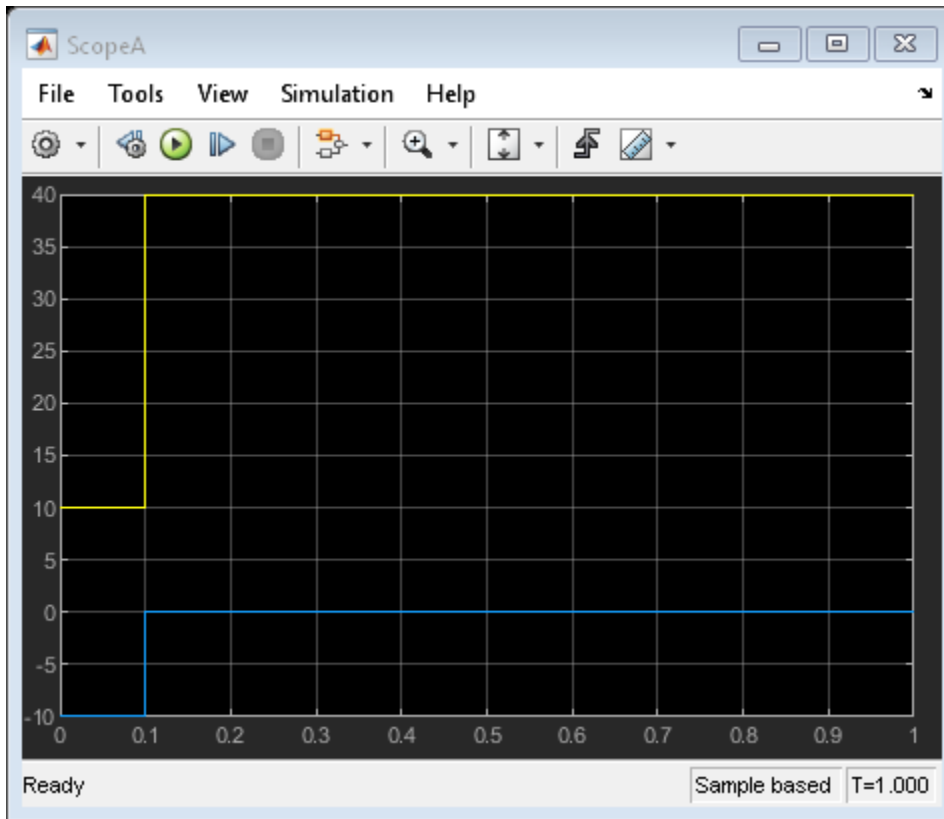 ScopeA
File Tools View Simulation Help
40
35
30
25
20
15
10
5
0
-5
-10
0 0.1 0.2 0.3 0.4 0.5 0.6 0.7 0.8 0.9 1
Ready Sample based T=1.000